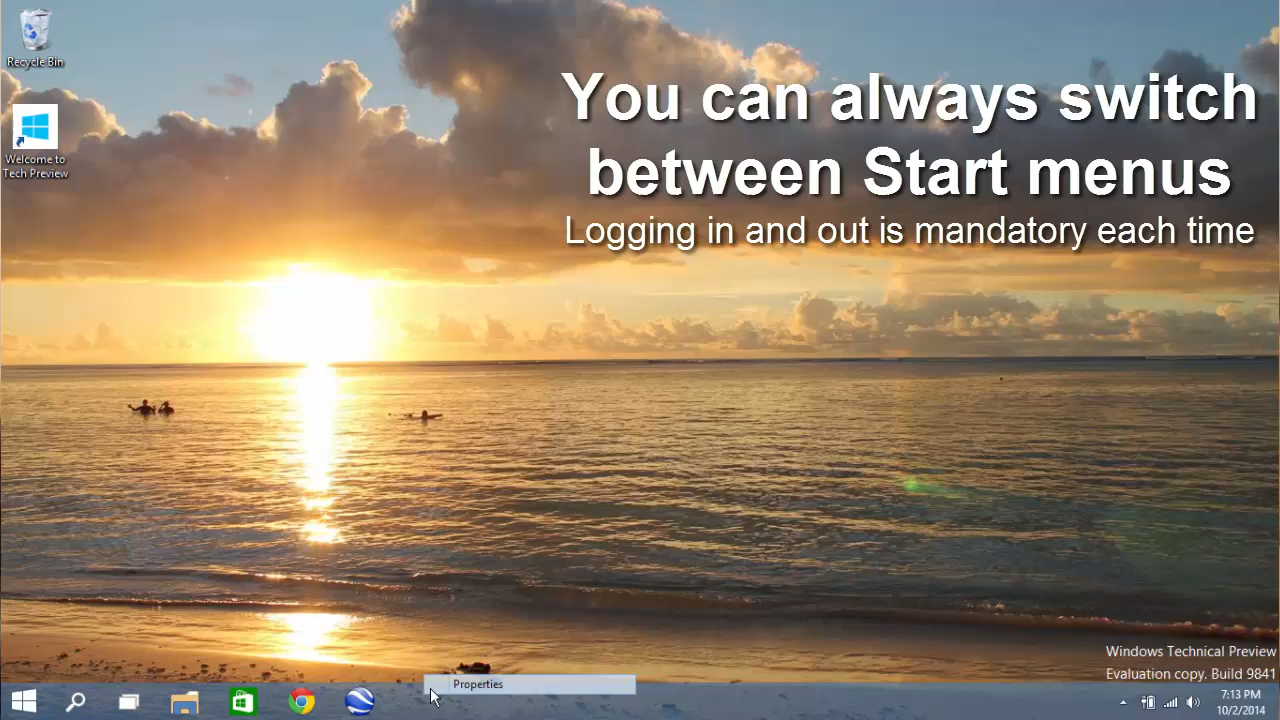 Recycle Bin
Welcome to
Tech Preview
You can always switch
between Start menus
Logging in and out is mandatory each time
Properties
Windows Technical Preview
Evaluation copy. Build 9841
7:13 PM
10/2/2014